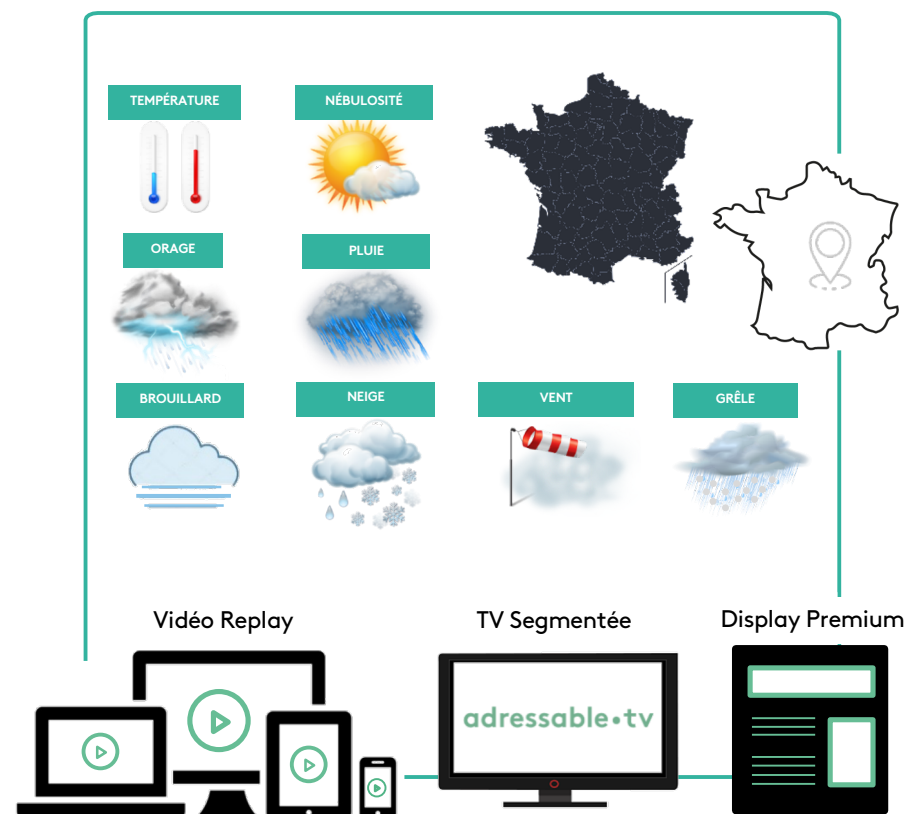 TEMPÉRATURE
NÉBULOSITÉ
ORAGE
PLUIE
BROUILLARD
NEIGE
VENT
GRÊLE
Vidéo Replay
TV Segmentée
Display Premium
adressable•tv